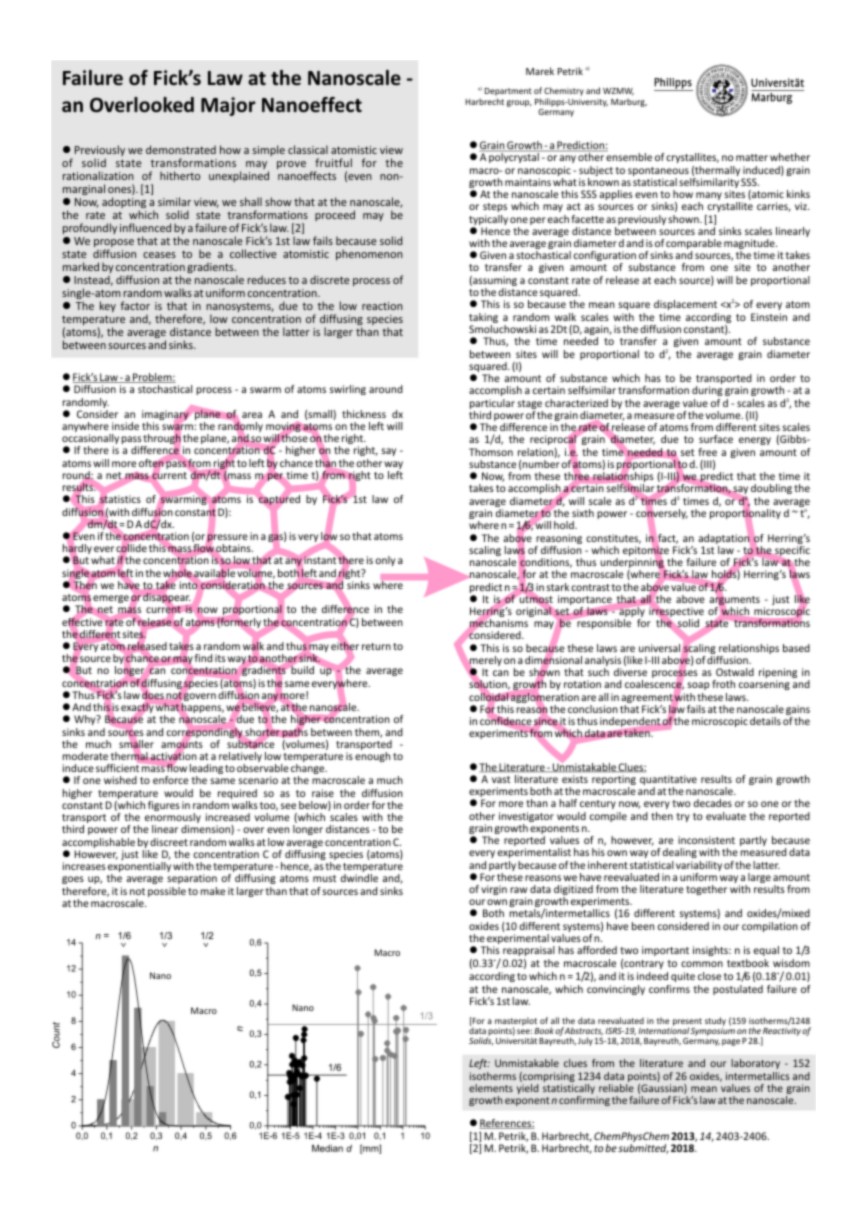 Failure of Fick's Law at the Nanoscale -
an Overlooked Major Nanoeffect
● Previously we demonstrated how a simple classical atomistic view
of solid state transformations may prove fruitful for the
rationalization of hitherto unexplained nanoeffects (even non-
marginal ones). [1]
● Now, adopting a similar view, we shall show that at the nanoscale,
the rate at which solid state transformations proceed may be
profoundly influenced by a failure of Fick's law. [2]
● We propose that at the nanoscale Fick's 1st law fails because solid
state diffusion ceases to be a collective atomistic phenomenon
marked by concentration gradients.
● Instead, diffusion at the nanoscale reduces to a discrete process of
single-atom random walks at uniform concentration.
● The key factor is that in nanosystems, due to the low reaction
temperature and, therefore, low concentration of diffusing species
(atoms), the average distance between the latter is larger than that
between sources and sinks.
● Fick's Law - a Problem:
● Diffusion is a stochastical process - a swarm of atoms swirling around
randomly.
● Consider an imaginary plane of area A and (small) thickness dx
anywhere inside this swarm: the randomly moving atoms on the left will
occasionally pass through the plane, and so will those on the right.
● If there is a difference in concentration dC - higher on the right, say -
atoms will more often pass from right to left by chance than the other way
round: a net mass current dm/dt (mass m per time t) from right to left
results.
● This statistics of swarming atoms is captured by Fick's 1st law of
diffusion (with diffusion constant D):
dm/dt = D A dC/dx.
● Even if the concentration (or pressure in a gas) is very low so that atoms
hardly ever collide this mass flow obtains.
● But what if the concentration is so low that at any instant there is only a
single atom left in the whole available volume, both left and right?
● Then we have to take into consideration the sources and sinks where
atoms emerge or disappear.
● The net mass current is now proportional to the difference in the
effective rate of release of atoms (formerly the concentration C) between
the different sites.
● Every atom released takes a random walk and thus may either return to
the source by chance or may find its way to another sink.
● But no longer can concentration gradients build up - the average
concentration of diffusing species (atoms) is the same everywhere.
● Thus Fick's law does not govern diffusion any more!
● And this is exactly what happens, we believe, at the nanoscale.
● Why? Because at the nanoscale - due to the higher concentration of
sinks and sources and correspondingly shorter paths between them, and
the much smaller amounts of substance (volumes) transported -
moderate thermal activation at a relatively low temperature is enough to
induce sufficient mass flow leading to observable change.
● If one wished to enforce the same scenario at the macroscale a much
higher temperature would be required so as to raise the diffusion
constant D (which figures in random walks too, see below) in order for the
transport of the enormously increased volume (which scales with the
third power of the linear dimension) - over even longer distances - to be
accomplishable by discreet random walks at low average concentration C.
● However, just like D, the concentration C of diffusing species (atoms)
increases exponentially with the temperature - hence, as the temperature
goes up, the average separation of diffusing atoms must dwindle and,
therefore, it is not possible to make it larger than that of sources and sinks
at the macroscale.
n = 1/6 1/3 1/2
Nano
Macro
Count
14
12
10
8
6
4
2
0
0,0 0,1 0,2 0,3 0,4 0,5 0,6
n
0,6
0,5
0,4
0,3
0,2
0,1
0,0
n
Macro
Nano
1/3
1/6
1E-6 1E-5 1E-4 1E-3 0,01 0,1 1 10
Median d [mm]
Marek Petrik
Department of Chemistry and WZMW,
Harbrecht group, Philipps-University, Marburg,
Germany
Philipps Universität
Marburg
● Grain Growth - a Prediction:
● A polycrystal - or any other ensemble of crystallites, no matter whether
macro- or nanoscopic - subject to spontaneous (thermally induced) grain
growth maintains what is known as statistical selfsimilarity SSS.
● At the nanoscale this SSS applies even to how many sites (atomic kinks
or steps which may act as sources or sinks) each crystallite carries, viz.
typically one per each facette as previously shown. [1]
● Hence the average distance between sources and sinks scales linearly
with the average grain diameter d and is of comparable magnitude.
● Given a stochastical configuration of sinks and sources, the time it takes
to transfer a given amount of substance from one site to another
(assuming a constant rate of release at each source) will be proportional
to the distance squared.
● This is so because the mean square displacement <x²> of every atom
taking a random walk scales with the time according to Einstein and
Smoluchowski as 2Dt (D, again, is the diffusion constant).
● Thus, the time needed to transfer a given amount of substance
between sites will be proportional to d², the average grain diameter
squared. (I)
● The amount of substance which has to be transported in order to
accomplish a certain selfsimilar transformation during grain growth - at a
particular stage characterized by the average value of d - scales as d³, the
third power of the grain diameter, a measure of the volume. (II)
● The difference in the rate of release of atoms from different sites scales
as 1/d, the reciprocal grain diameter, due to surface energy (Gibbs-
Thomson relation), i.e. the time needed to set free a given amount of
substance (number of atoms) is proportional to d. (III)
● Now, from these three relationships (I-III) we predict that the time it
takes to accomplish a certain selfsimilar transformation, say doubling the
average diameter d, will scale as d² times d³ times d, or d⁶, the average
grain diameter to the sixth power - conversely, the proportionality d ~ tⁿ,
where n = 1/6, will hold.
● The above reasoning constitutes, in fact, an adaptation of Herring's
scaling laws of diffusion - which epitomize Fick's 1st law - to the specific
nanoscale conditions, thus underpinning the failure of Fick's law at the
nanoscale, for at the macroscale (where Fick's law holds) Herring's laws
predict n = 1/3 in stark contrast to the above value of 1/6.
● It is of utmost importance that all the above arguments - just like
Herring's original set of laws - apply irrespective of which microscopic
mechanisms may be responsible for the solid state transformations
considered.
● This is so because these laws are universal scaling relationships based
merely on a dimensional analysis (like I-III above) of diffusion.
● It can be shown that such diverse processes as Ostwald ripening in
solution, growth by rotation and coalescence, soap froth coarsening and
colloidal agglomeration are all in agreement with these laws.
● For this reason the conclusion that Fick's law fails at the nanoscale gains
in confidence since it is thus independent of the microscopic details of the
experiments from which data are taken.
● The Literature - Unmistakable Clues:
● A vast literature exists reporting quantitative results of grain growth
experiments both at the macroscale and at the nanoscale.
● For more than a half century now, every two decades or so one or the
other investigator would compile and then try to evaluate the reported
grain growth exponents n.
● The reported values of n, however, are inconsistent partly because
every experimentalist has his own way of dealing with the measured data
and partly because of the inherent statistical variability of the latter.
● For these reasons we have reevaluated in a uniform way a large amount
of virgin raw data digitized from the literature together with results from
our own grain growth experiments.
● Both metals/intermetallics (16 different systems) and oxides/mixed
oxides (10 different systems) have been considered in our compilation of
the experimental values of n.
● This reappraisal has afforded two important insights: n is equal to 1/3
(0.33⁺/ 0.02) at the macroscale (contrary to common textbook wisdom
according to which n = 1/2), and it is indeed quite close to 1/6 (0.18⁺/ 0.01)
at the nanoscale, which convincingly confirms the postulated failure of
Fick's 1st law.
[For a masterplot of all the data reevaluated in the present study (159 isotherms/1248
data points) see: Book of Abstracts, ISRS-19, International Symposium on the Reactivity of
Solids, Universität Bayreuth, July 15-18, 2018, Bayreuth, Germany, page P 28.]
Left: Unmistakable clues from the literature and our laboratory - 152
isotherms (comprising 1234 data points) of 26 oxides, intermetallics and
elements yield statistically reliable (Gaussian) mean values of the grain
growth exponent n confirming the failure of Fick's law at the nanoscale.
● References:
[1] M. Petrik, B. Harbrecht, ChemPhysChem 2013, 14, 2403-2406.
[2] M. Petrik, B. Harbrecht, to be submitted, 2018.